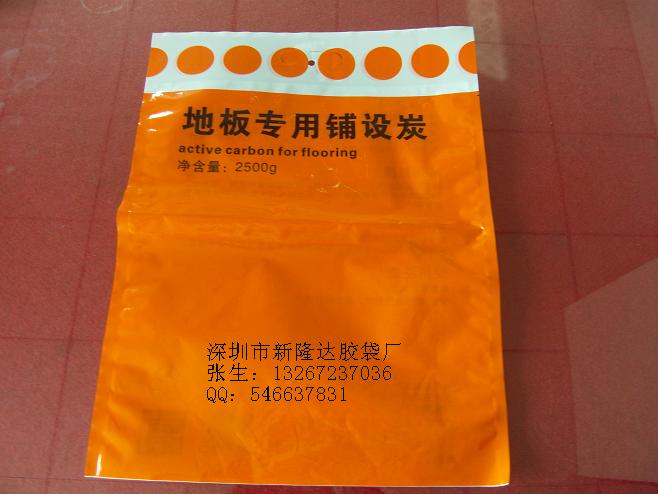 地板专用铺设炭
active carbon for flooring
净含量：2500g
深圳市新隆达胶袋厂
张生：13267237036
QQ：546637831